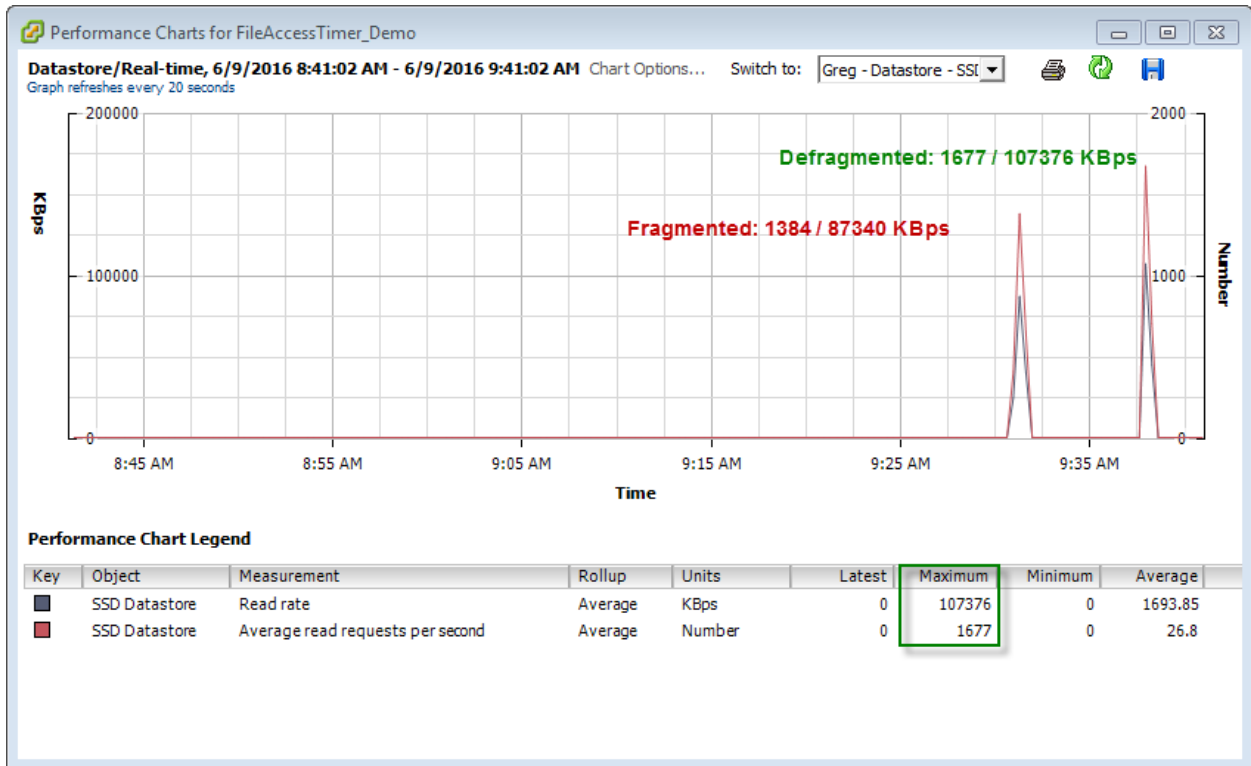 Performance Charts for FileAccessTimer_Demo
Datastore/Real-time, 6/9/2016 8:41:02 AM - 6/9/2016 9:41:02 AM Chart Options... Switch to: Greg - Datastore - SSD
Graph refreshes every 20 seconds
200000 2000
Defragmented: 1677 / 107376 KBps
KBps
Fragmented: 1384 / 87340 KBps
Number
100000 1000
0 0
8:45 AM 8:55 AM 9:05 AM 9:15 AM 9:25 AM 9:35 AM
Time
Performance Chart Legend
Key Object Measurement Rollup Units Latest Maximum Minimum Average
SSD Datastore Read rate Average KBps 0 107376 0 1693.85
SSD Datastore Average read requests per second Average Number 0 1677 0 26.8